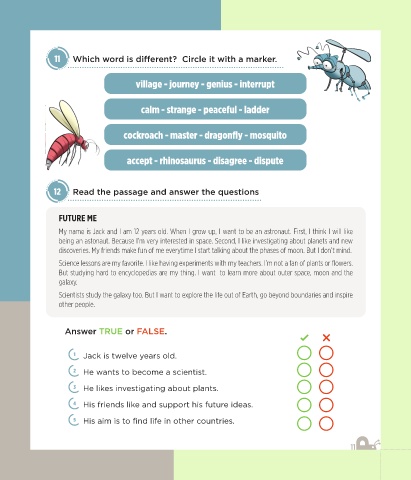 11 Which word is different? Circle it with a marker.
village - journey - genius - interrupt
calm - strange - peaceful - ladder
cockroach - master - dragonfly - mosquito
accept - rhinosaurus - disagree - dispute
12 Read the passage and answer the questions
FUTURE ME
My name is Jack and I am 12 years old. When I grow up, I want to be an astronaut. First, I think I will like
being an astonaut. Because I'm very interested in space. Second, I like investigating about planets and new
discoveries. My friends make fun of me everytime I start talking about the phases of moon. But I don't mind.
Science lessons are my favorite. I like having experiments with my teachers. I'm not a fan of plants or flowers.
But studying hard to encyclopedias are my thing. I want to learn more about outer space, moon and the
galaxy.
Scientists study the galaxy too. But I want to explore the life out of Earth, go beyond boundaries and inspire
other people.
Answer TRUE or FALSE.
1 Jack is twelve years old.
2 He wants to become a scientist.
3 He likes investigating about plants.
4 His friends like and support his future ideas.
5 His aim is to find life in other countries.
11